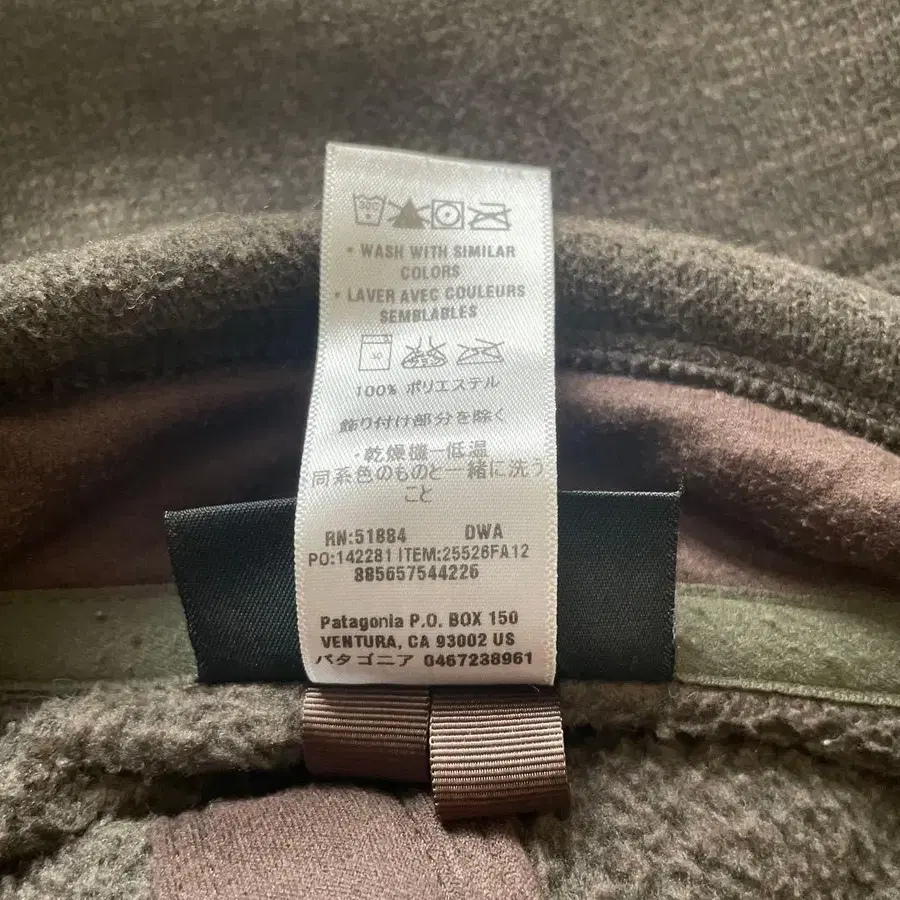 • WASH WITH SIMILAR
COLORS
• LAVER AVEC COULEURS
SEMBLABLES
100% ポリエステル
飾り付け部分を除く
・乾燥機一低温
同系色のものと一緒に洗う
こと
RN:51884 DWA
PO:142281 ITEM:25526FA12
885657544226
Patagonia P.O. BOX 150
VENTURA, CA 93002 US
パタゴニア 0467238961